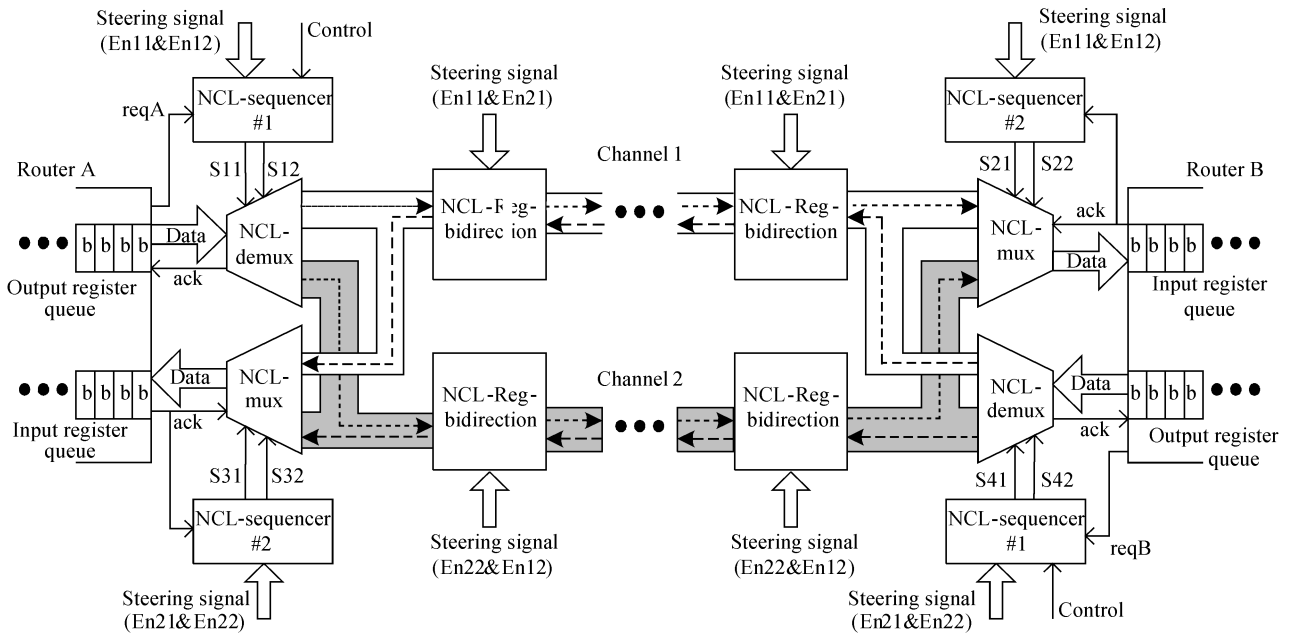 Steering signal
(En11&En12)
Control
Steering signal
(En11&En21)
Steering signal
(En11&En21)
Steering signal
(En11&En12)
NCL-sequencer
#1
NCL-sequencer
#2
reqA
Channel 1
S11
S12
S21
S22
Router A
Router B
NCL-Reg-
bidirection
NCL-Reg-
bidirection
b b b b
Data
NCL-
demux
NCL-
mux
ack
Data
b b b b
ack
Output register
queue
Input register
queue
b b b b
Data
NCL-
mux
NCL-Reg-
bidirection
Channel 2
NCL-Reg-
bidirection
NCL-
demux
Data
b b b b
ack
ack
Input register
queue
Output register
queue
S31
S32
S41
S42
NCL-sequencer
#2
NCL-sequencer
#1
reqB
Steering signal
(En22&En12)
Steering signal
(En22&En12)
Steering signal
(En21&En22)
Steering signal
(En21&En22)
Control